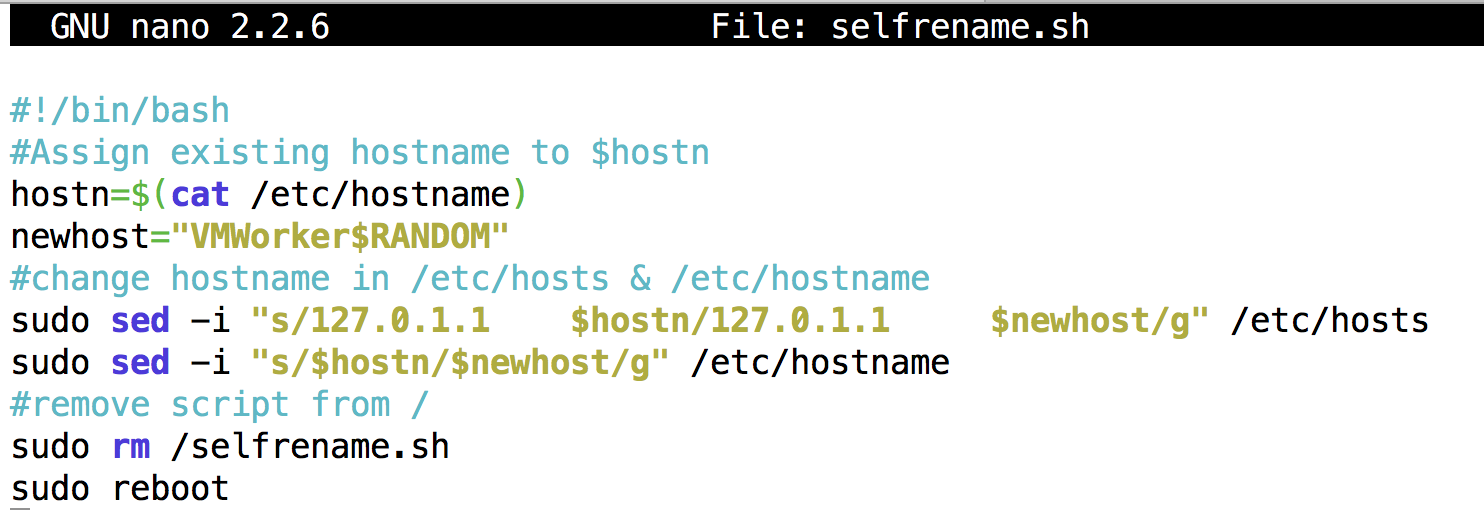 GNU nano 2.2.6 File: selfrename.sh
#!/bin/bash
#Assign existing hostname to $hostn
hostn=$(cat /etc/hostname)
newhost="VMWorker$RANDOM"
#change hostname in /etc/hosts & /etc/hostname
sudo sed -i "s/127.0.1.1    $hostn/127.0.1.1     $newhost/g" /etc/hosts
sudo sed -i "s/$hostn/$newhost/g" /etc/hostname
#remove script from /
sudo rm /selfrename.sh
sudo reboot